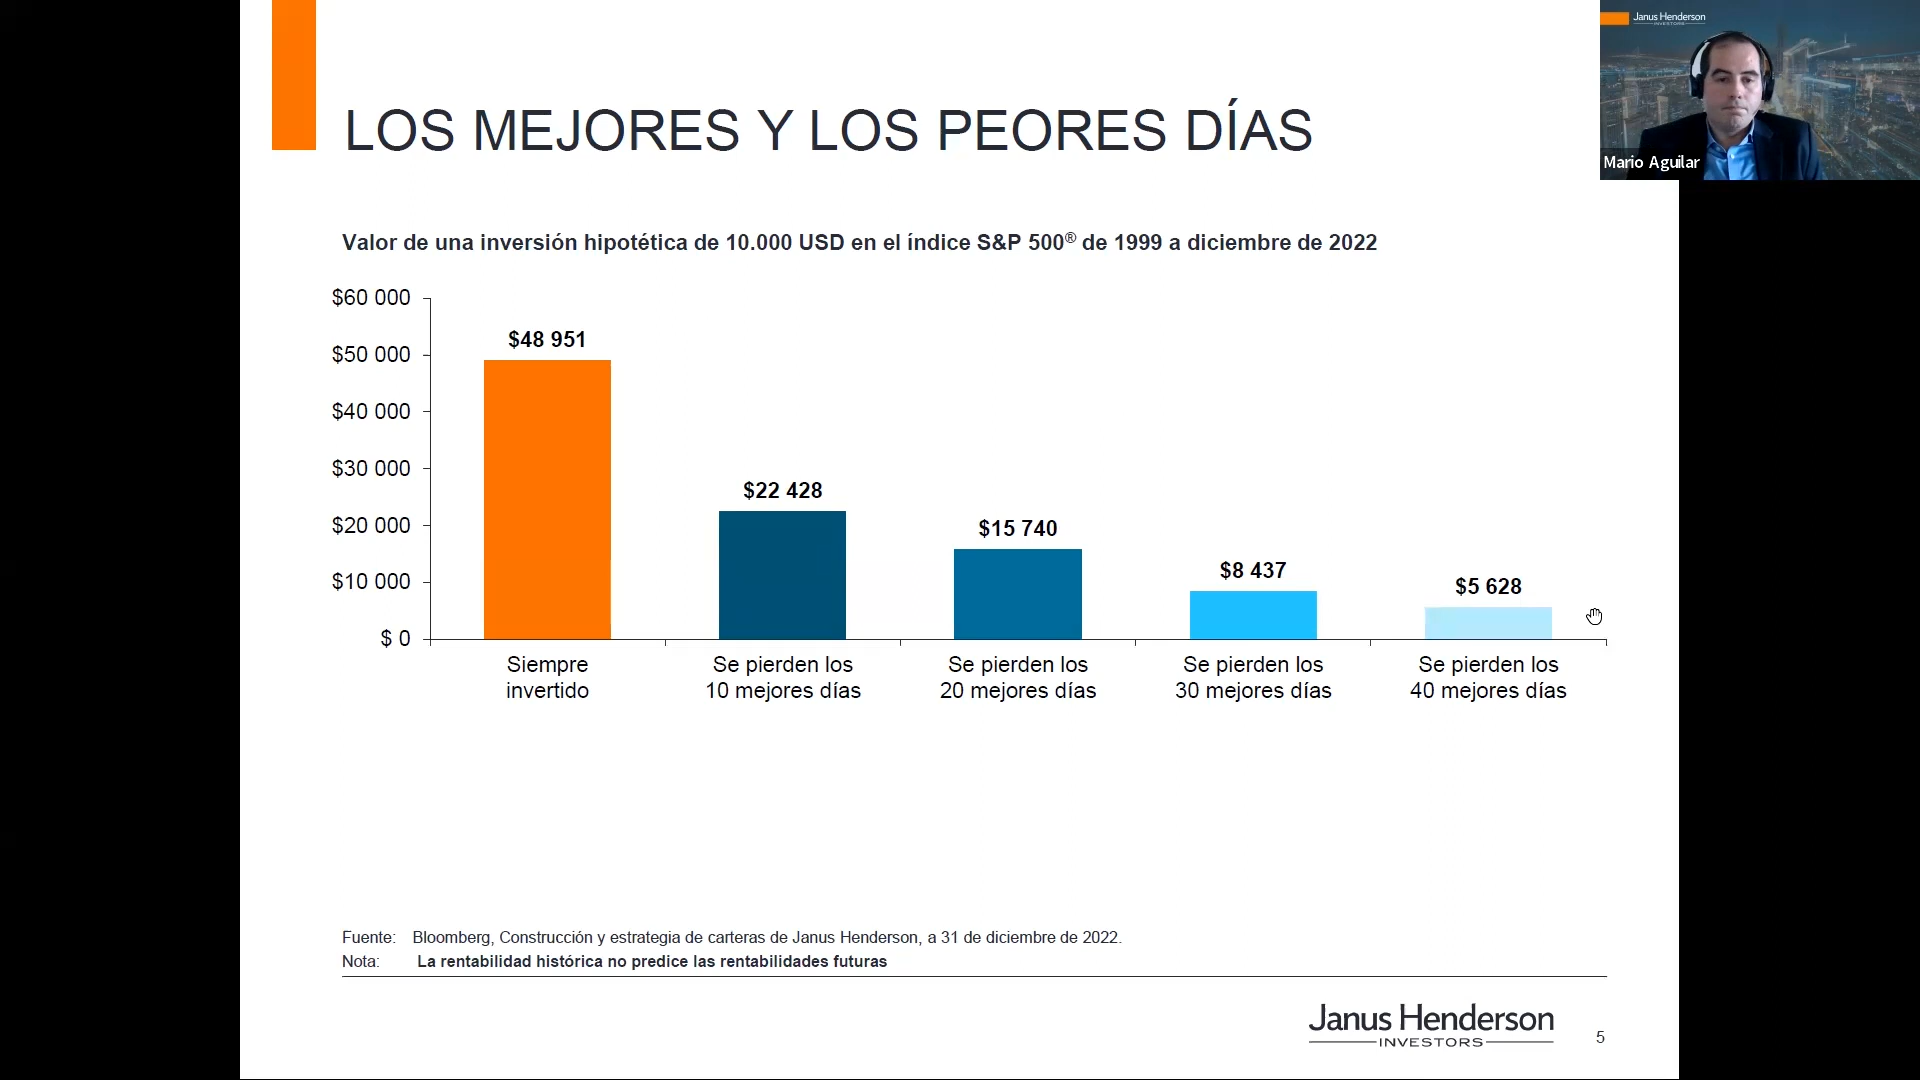 Janus Henderson
INVESTORS
Mario Aguilar
LOS MEJORES Y LOS PEORES DÍAS
Valor de una inversión hipotética de 10.000 USD en el índice S&P 500® de 1999 a diciembre de 2022
$60 000
$50 000
$40 000
$30 000
$20 000
$10 000
$ 0
$48 951
$22 428
$15 740
$8 437
$5 628
Siempre
invertido
Se pierden los
10 mejores días
Se pierden los
20 mejores días
Se pierden los
30 mejores días
Se pierden los
40 mejores días
Fuente: Bloomberg, Construcción y estrategia de carteras de Janus Henderson, a 31 de diciembre de 2022.
Nota: La rentabilidad histórica no predice las rentabilidades futuras
Janus Henderson
INVESTORS
5